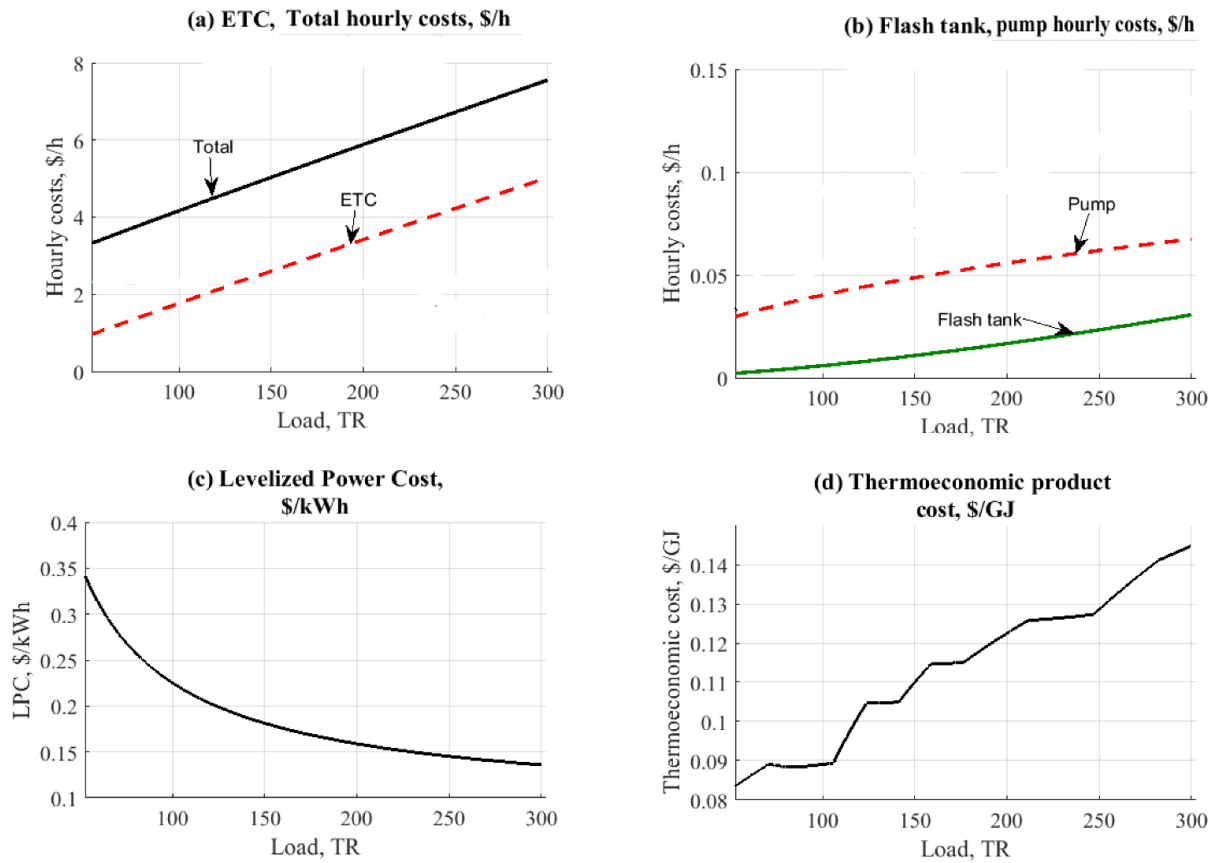 (a) ETC, Total hourly costs, $/h
8
6
4
2
0
Hourly costs, $/h
Total
ETC
100 150 200 250 300
Load, TR
(b) Flash tank, pump hourly costs, $/h
0.15
0.1
0.05
0
Hourly costs, $/h
Pump
Flash tank
100 150 200 250 300
Load, TR
(c) Levelized Power Cost,
$/kWh
0.4
0.35
0.3
0.25
0.2
0.15
0.1
LPC, $/kWh
100 150 200 250 300
Load, TR
(d) Thermoeconomic product
cost, $/GJ
0.14
0.13
0.12
0.11
0.1
0.09
0.08
Thermoeconomic cost, $/GJ
100 150 200 250 300
Load, TR